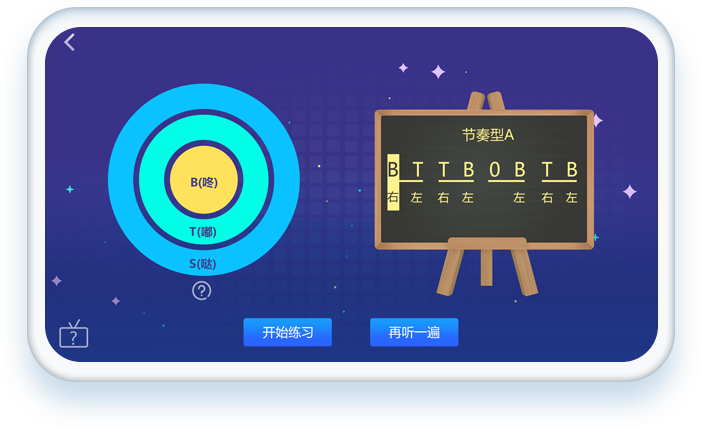 B(咚)
T(嘟)
S(哒)
?
节奏型A
B T T B 0 B T B
右 左 右 左 左 右 左
开始练习
再听一遍
?